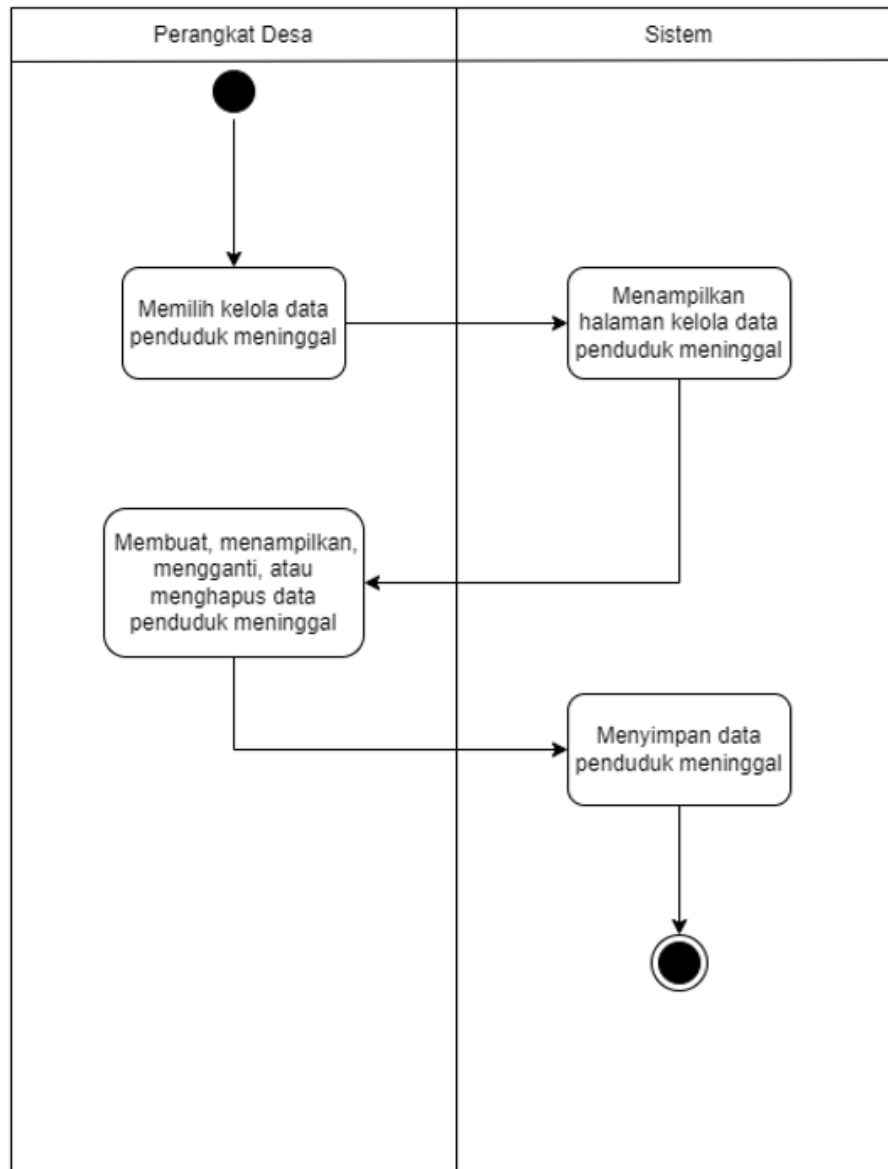 Perangkat Desa
Sistem
Memilih kelola data
penduduk meninggal
Menampilkan
halaman kelola data
penduduk meninggal
Membuat, menampilkan,
mengganti, atau
menghapus data
penduduk meninggal
Menyimpan data
penduduk meninggal